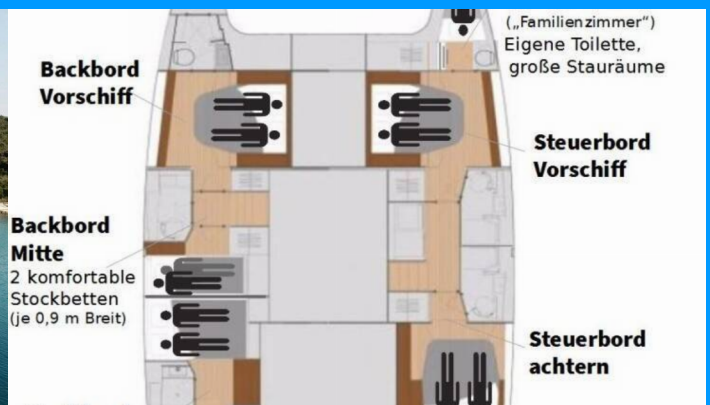 („Familienzimmer“)
Eigene Toilette,
große Stauräume
Backbord
Vorschiff
Steuerbord
Vorschiff
Backbord
Mitte
2 komfortable
Stockbetten
(je 0,9 m Breit)
Steuerbord
achtern